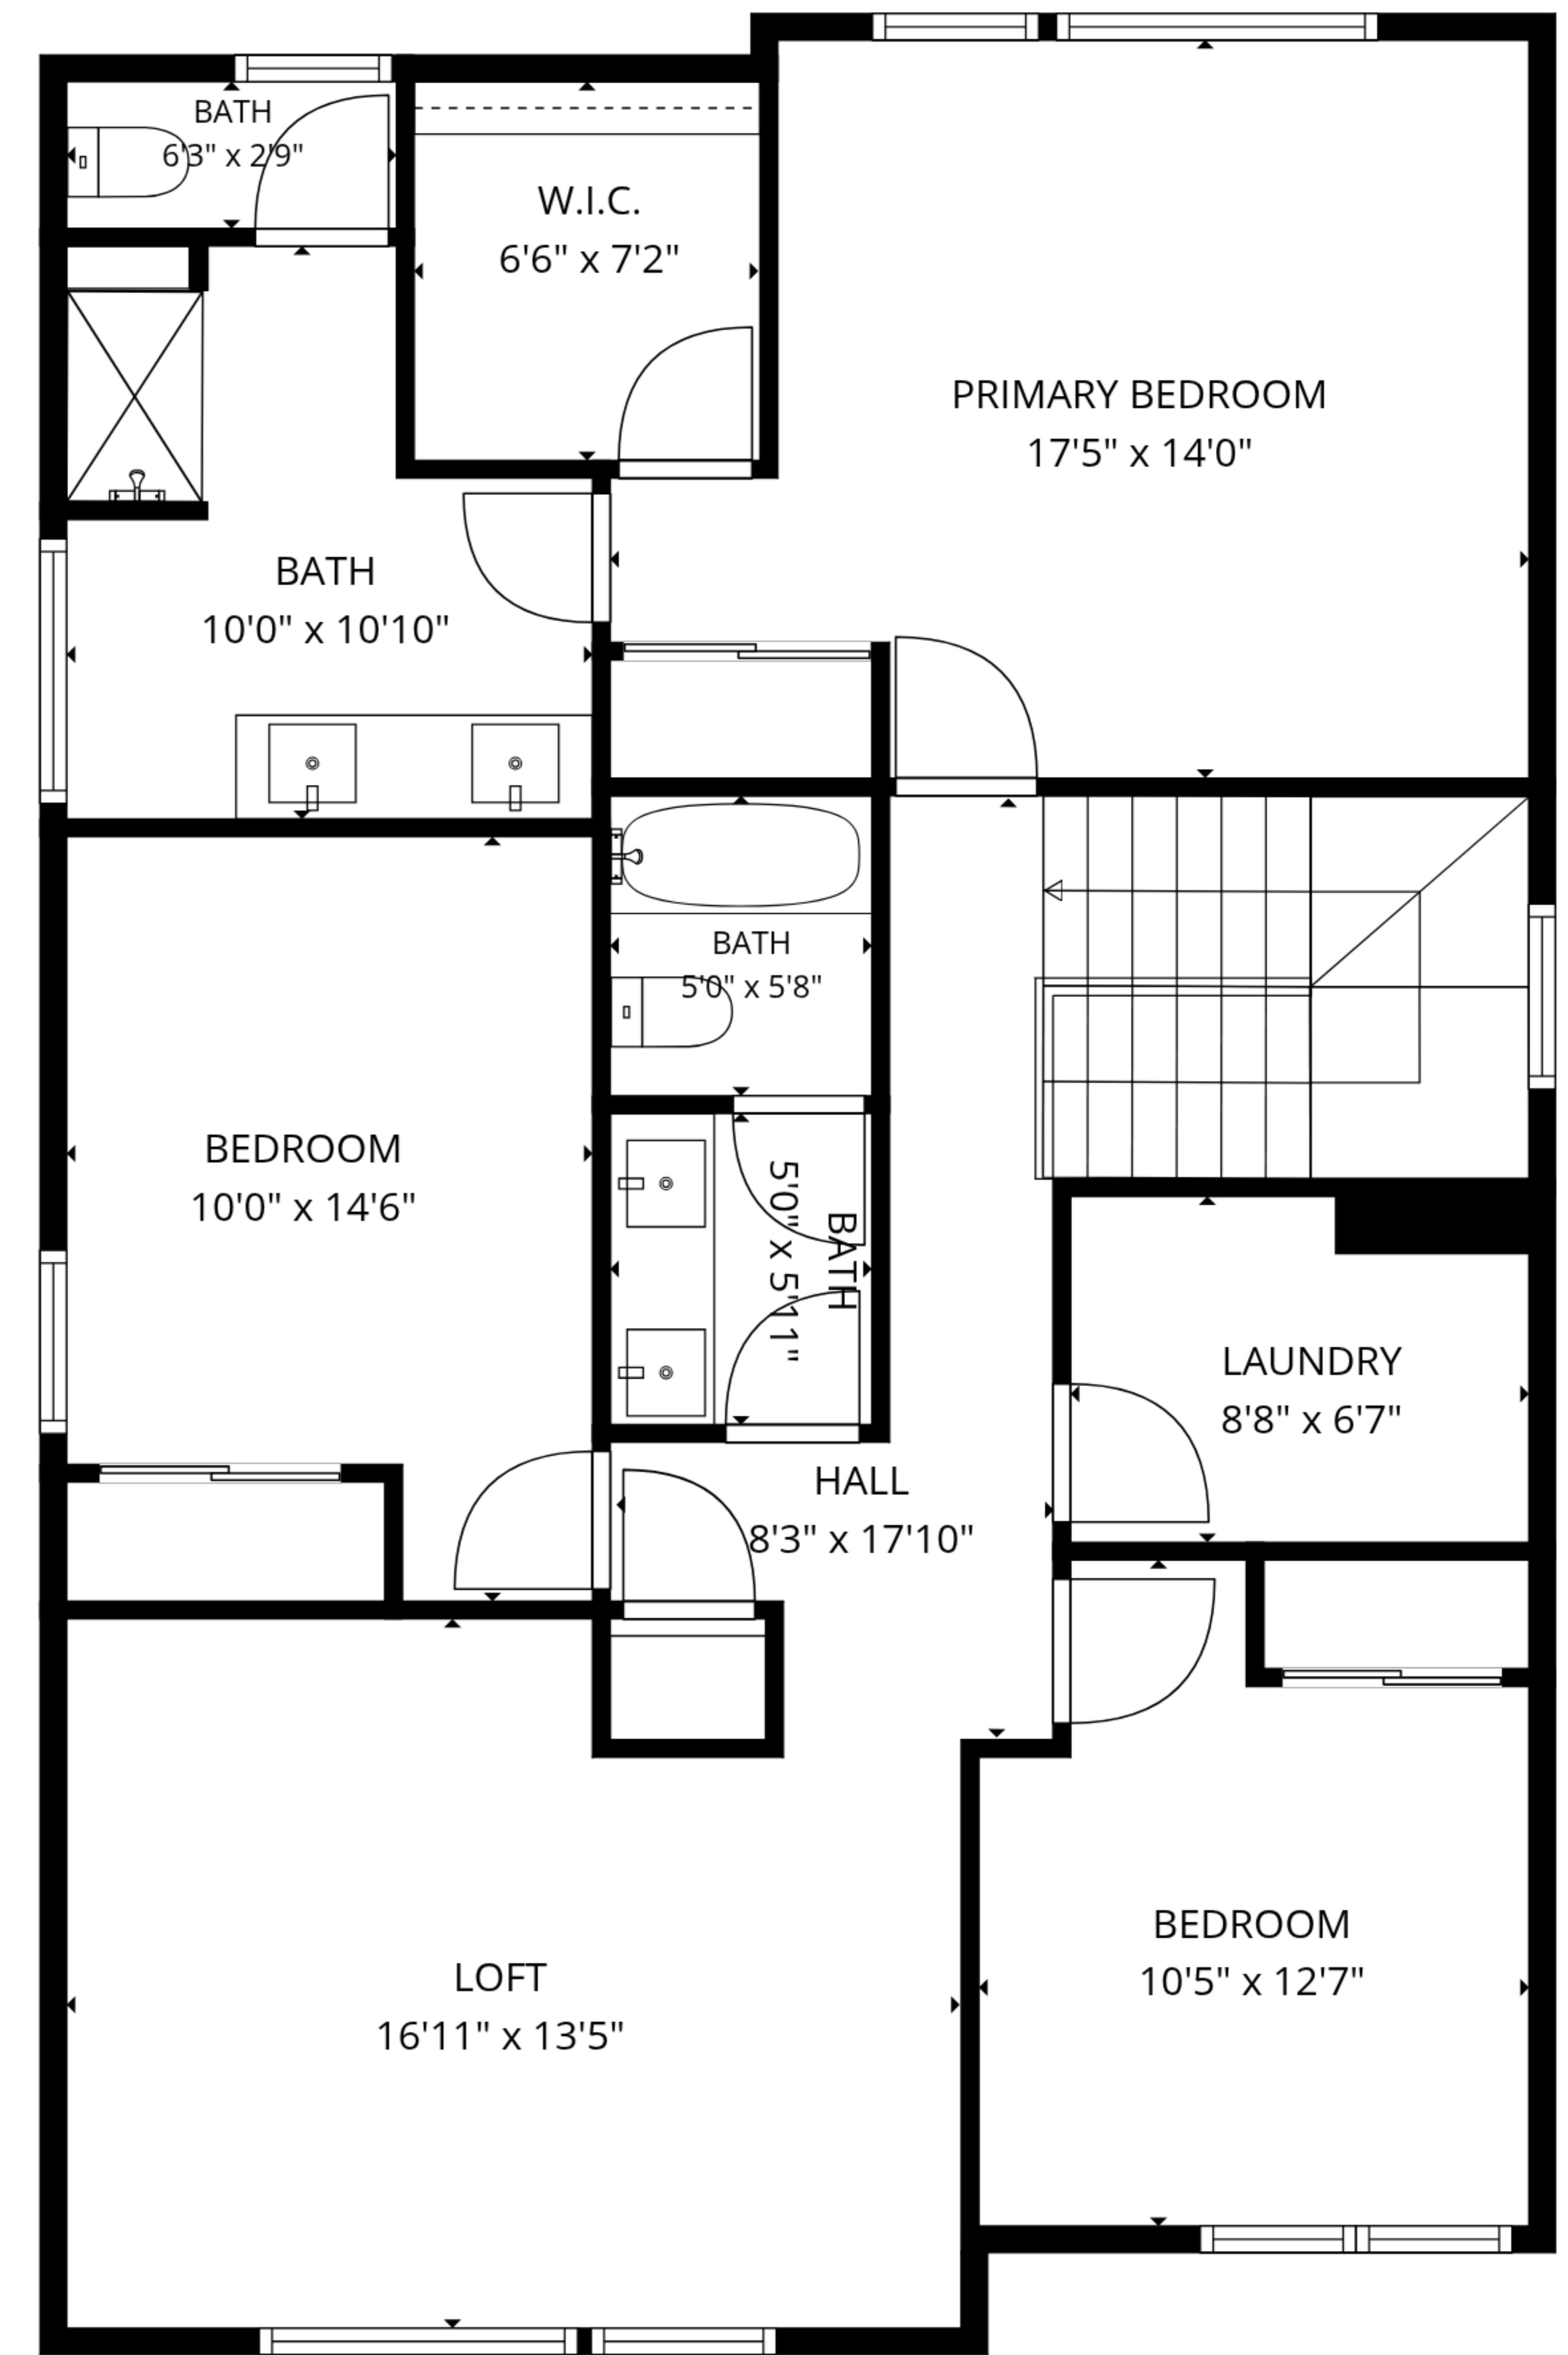 BATH
6'3" x 2'9"
W.I.C.
6'6" x 7'2"
PRIMARY BEDROOM
17'5" x 14'0"
BATH
10'0" x 10'10"
BATH
5'0" x 5'8"
BEDROOM
10'0" x 14'6"
BATH
5'0" x 5'11"
LAUNDRY
8'8" x 6'7"
HALL
8'3" x 17'10"
BEDROOM
10'5" x 12'7"
LOFT
16'11" x 13'5"